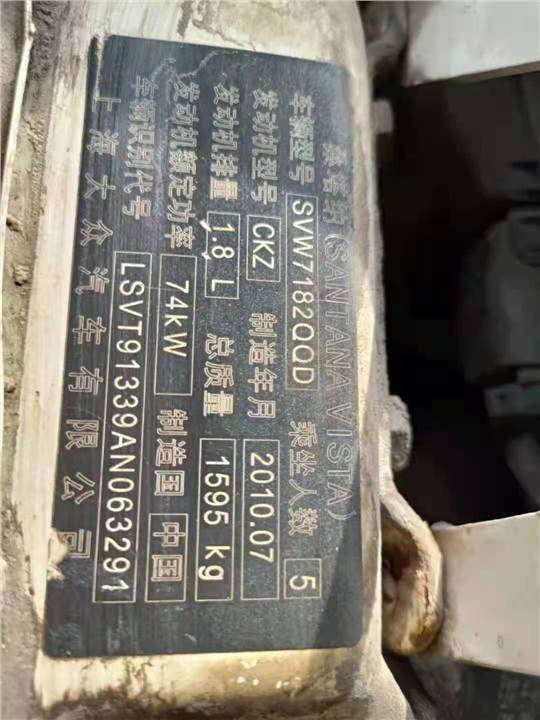 桑塔纳(SANTANA VISTA)
车辆型号 SVW7182QQD 乘坐人数 5
发动机型号 CKZ 制造年月 2010.07
发动机排量 1.8 L 总质量 1595 kg
发动机额定功率 74kW 制造国 中国
车辆识别代号 LSVT91339AN063291
上海大众汽车有限公司